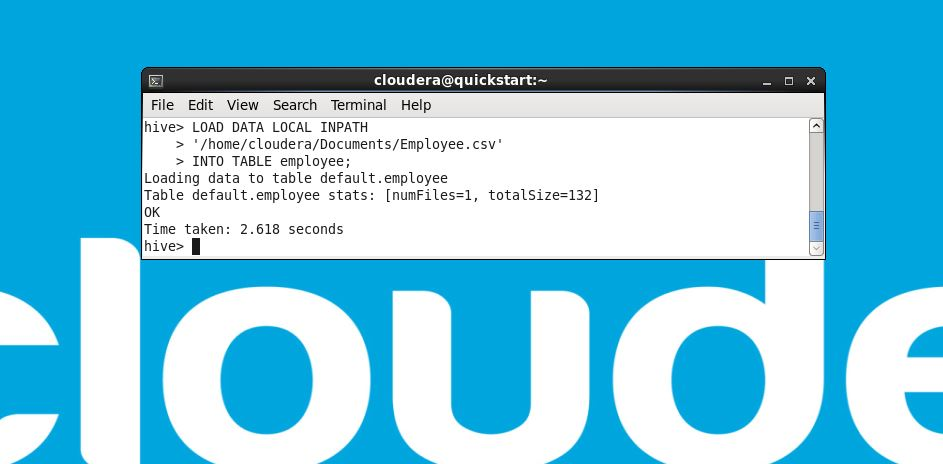 cloudera@quickstart:~
File Edit View Search Terminal Help
hive> LOAD DATA LOCAL INPATH
    > '/home/cloudera/Documents/Employee.csv'
    > INTO TABLE employee;
Loading data to table default.employee
Table default.employee stats: [numFiles=1, totalSize=132]
OK
Time taken: 2.618 seconds
hive>
cloude